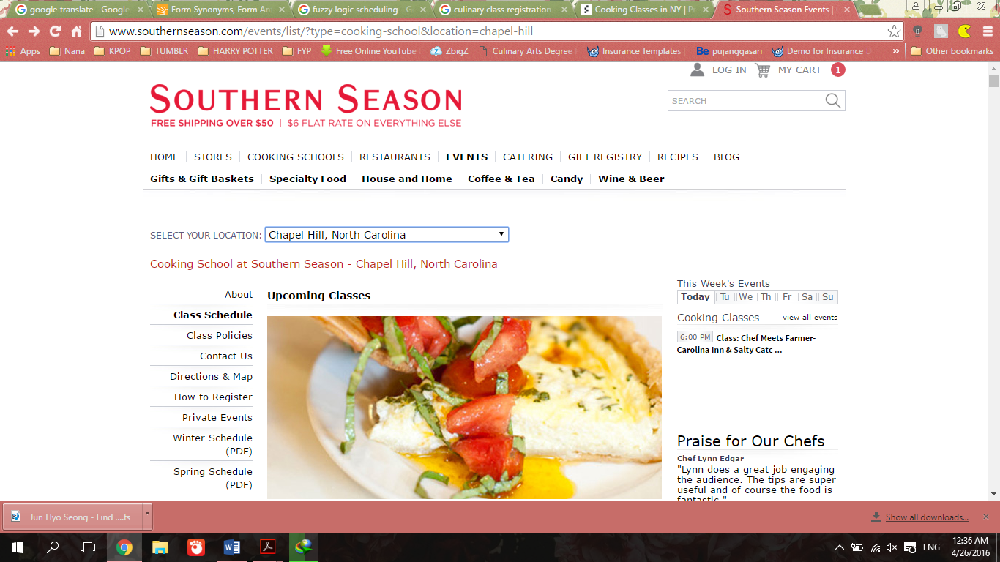 google translate - Google
Form Synonyms, Form An
fuzzy logic scheduling - G
culinary class registration
Cooking Classes in NY | Pr
Southern Season Events |
www.southernseason.com/events/list/?type=cooking-school&location=chapel-hill
Apps
Nana
KPOP
TUMBLR
HARRY POTTER
FYP
Free Online YouTube
ZbigZ
Culinary Arts Degree
Insurance Templates |
Be pujanggasari
Demo for Insurance D
»
Other bookmarks
LOG IN
MY CART 1
SOUTHERN SEASON
FREE SHIPPING OVER $50 | $6 FLAT RATE ON EVERYTHING ELSE
SEARCH
HOME STORES COOKING SCHOOLS RESTAURANTS EVENTS CATERING GIFT REGISTRY RECIPES BLOG
Gifts & Gift Baskets Specialty Food House and Home Coffee & Tea Candy Wine & Beer
SELECT YOUR LOCATION: Chapel Hill, North Carolina
Cooking School at Southern Season - Chapel Hill, North Carolina
About
Class Schedule
Class Policies
Contact Us
Directions & Map
How to Register
Private Events
Winter Schedule
(PDF)
Spring Schedule
(PDF)
Upcoming Classes
This Week's Events
Today Tu We Th Fr Sa Su
Cooking Classes view all events
6:00 PM Class: Chef Meets Farmer-
Carolina Inn & Salty Catc ...
Praise for Our Chefs
Chef Lynn Edgar
"Lynn does a great job engaging
the audience. The tips are super
useful and of course the food is
fantastic."
Jun Hyo Seong - Find ....ts
Show all downloads...
ENG
12:36 AM
4/26/2016